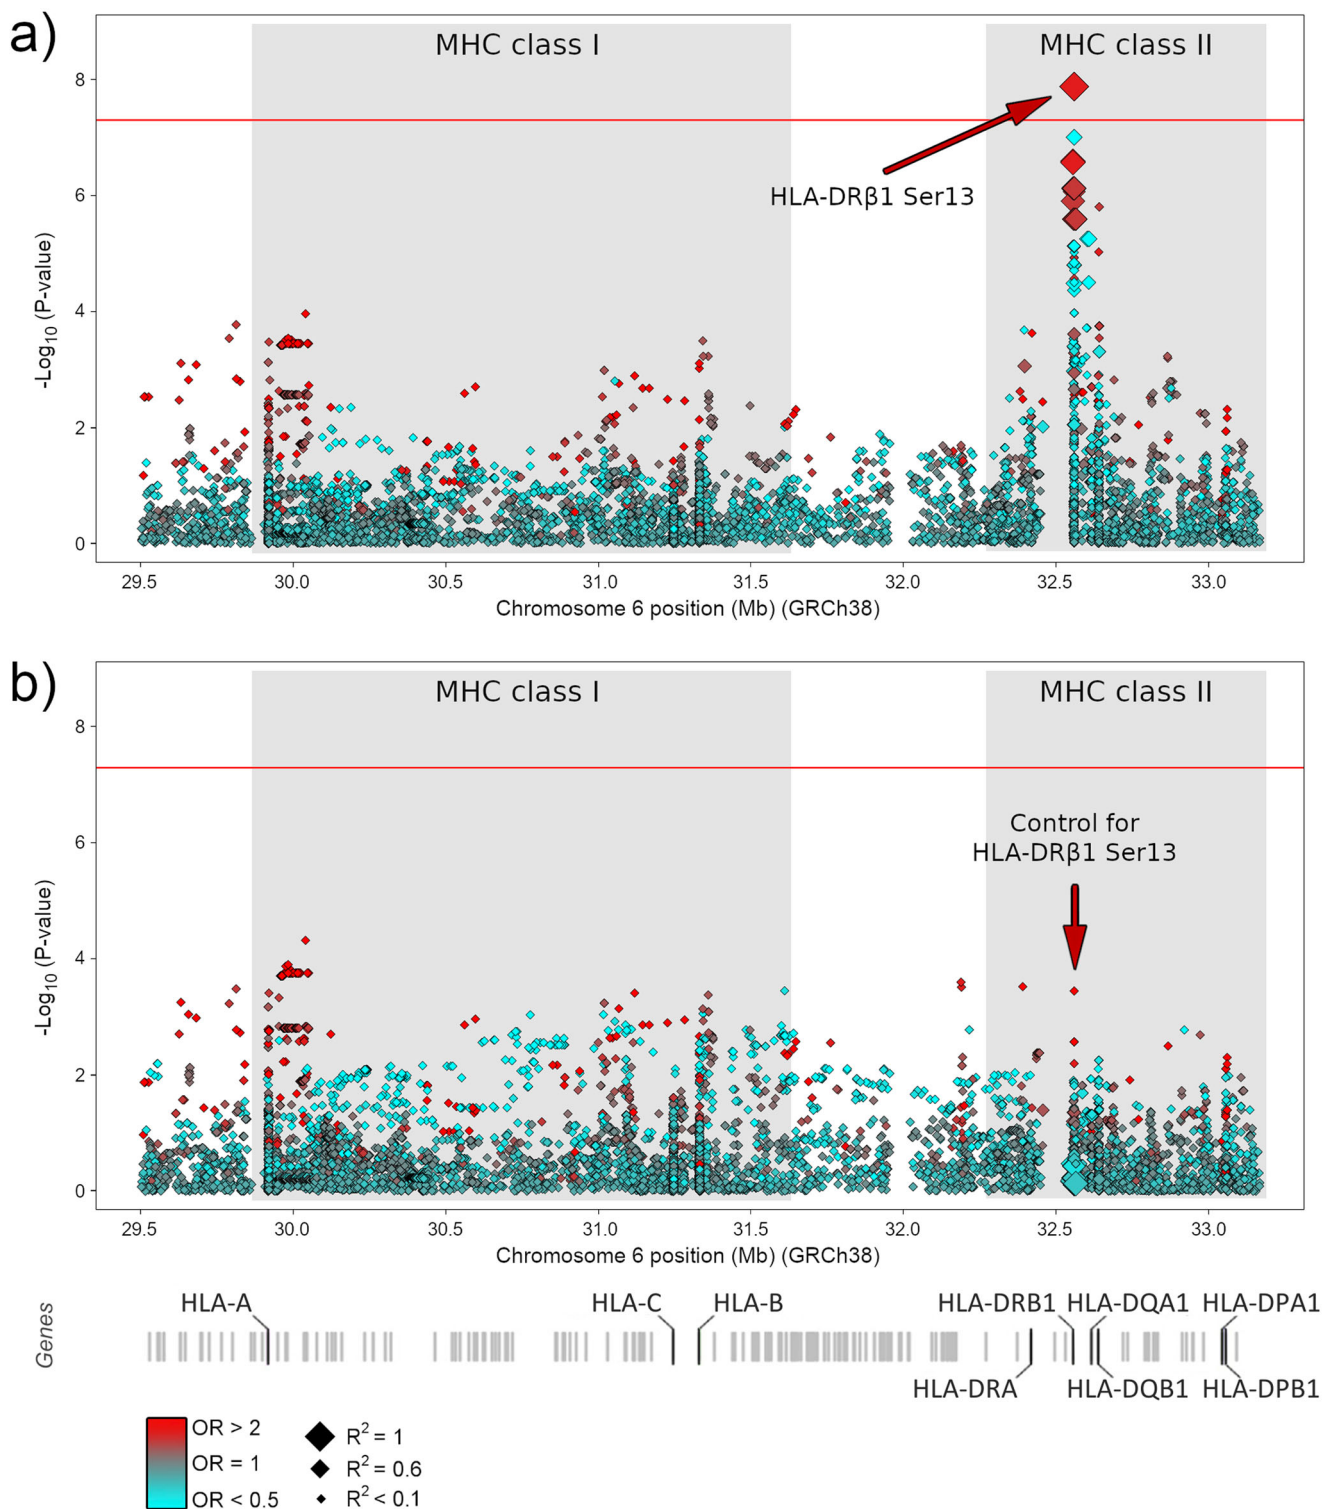 a)
MHC class I
MHC class II
8
6
4
2
0
-Log10 (P-value)
HLA-DRβ1 Ser13
29.5 30.0 30.5 31.0 31.5 32.0 32.5 33.0
Chromosome 6 position (Mb) (GRCh38)
b)
MHC class I
MHC class II
8
6
4
2
0
-Log10 (P-value)
Control for
HLA-DRβ1 Ser13
29.5 30.0 30.5 31.0 31.5 32.0 32.5 33.0
Chromosome 6 position (Mb) (GRCh38)
Genes
HLA-A HLA-C HLA-B HLA-DRB1 HLA-DQA1 HLA-DPA1
HLA-DRA HLA-DQB1 HLA-DPB1
OR > 2
OR = 1
OR < 0.5
R² = 1
R² = 0.6
R² < 0.1